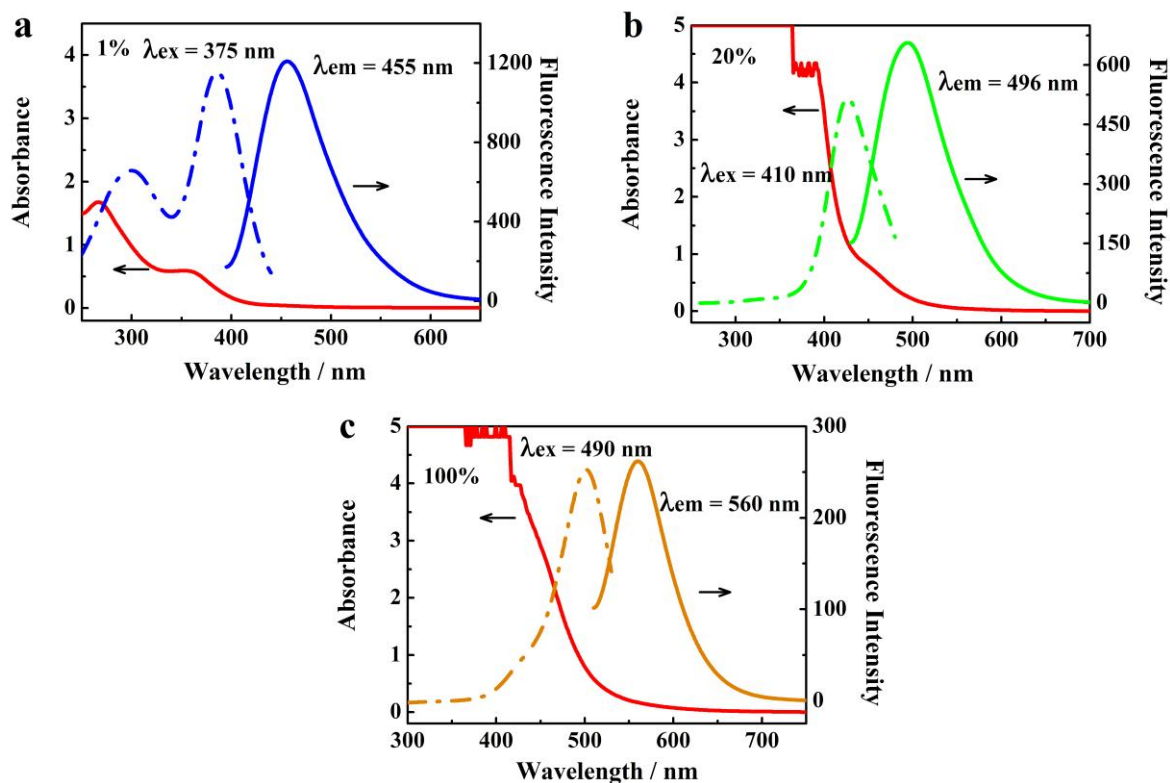 a
1% λex = 375 nm
λem = 455 nm
Absorbance
4
3
2
1
0
1200
800
400
0
Fluorescence Intensity
300 400 500 600
Wavelength / nm
b
20%
λem = 496 nm
λex = 410 nm
Absorbance
5
4
3
2
1
0
600
450
300
150
0
Fluorescence Intensity
300 400 500 600 700
Wavelength / nm
c
λex = 490 nm
100%
λem = 560 nm
Absorbance
5
4
3
2
1
0
300
200
100
0
Fluorescence Intensity
300 400 500 600 700
Wavelength / nm